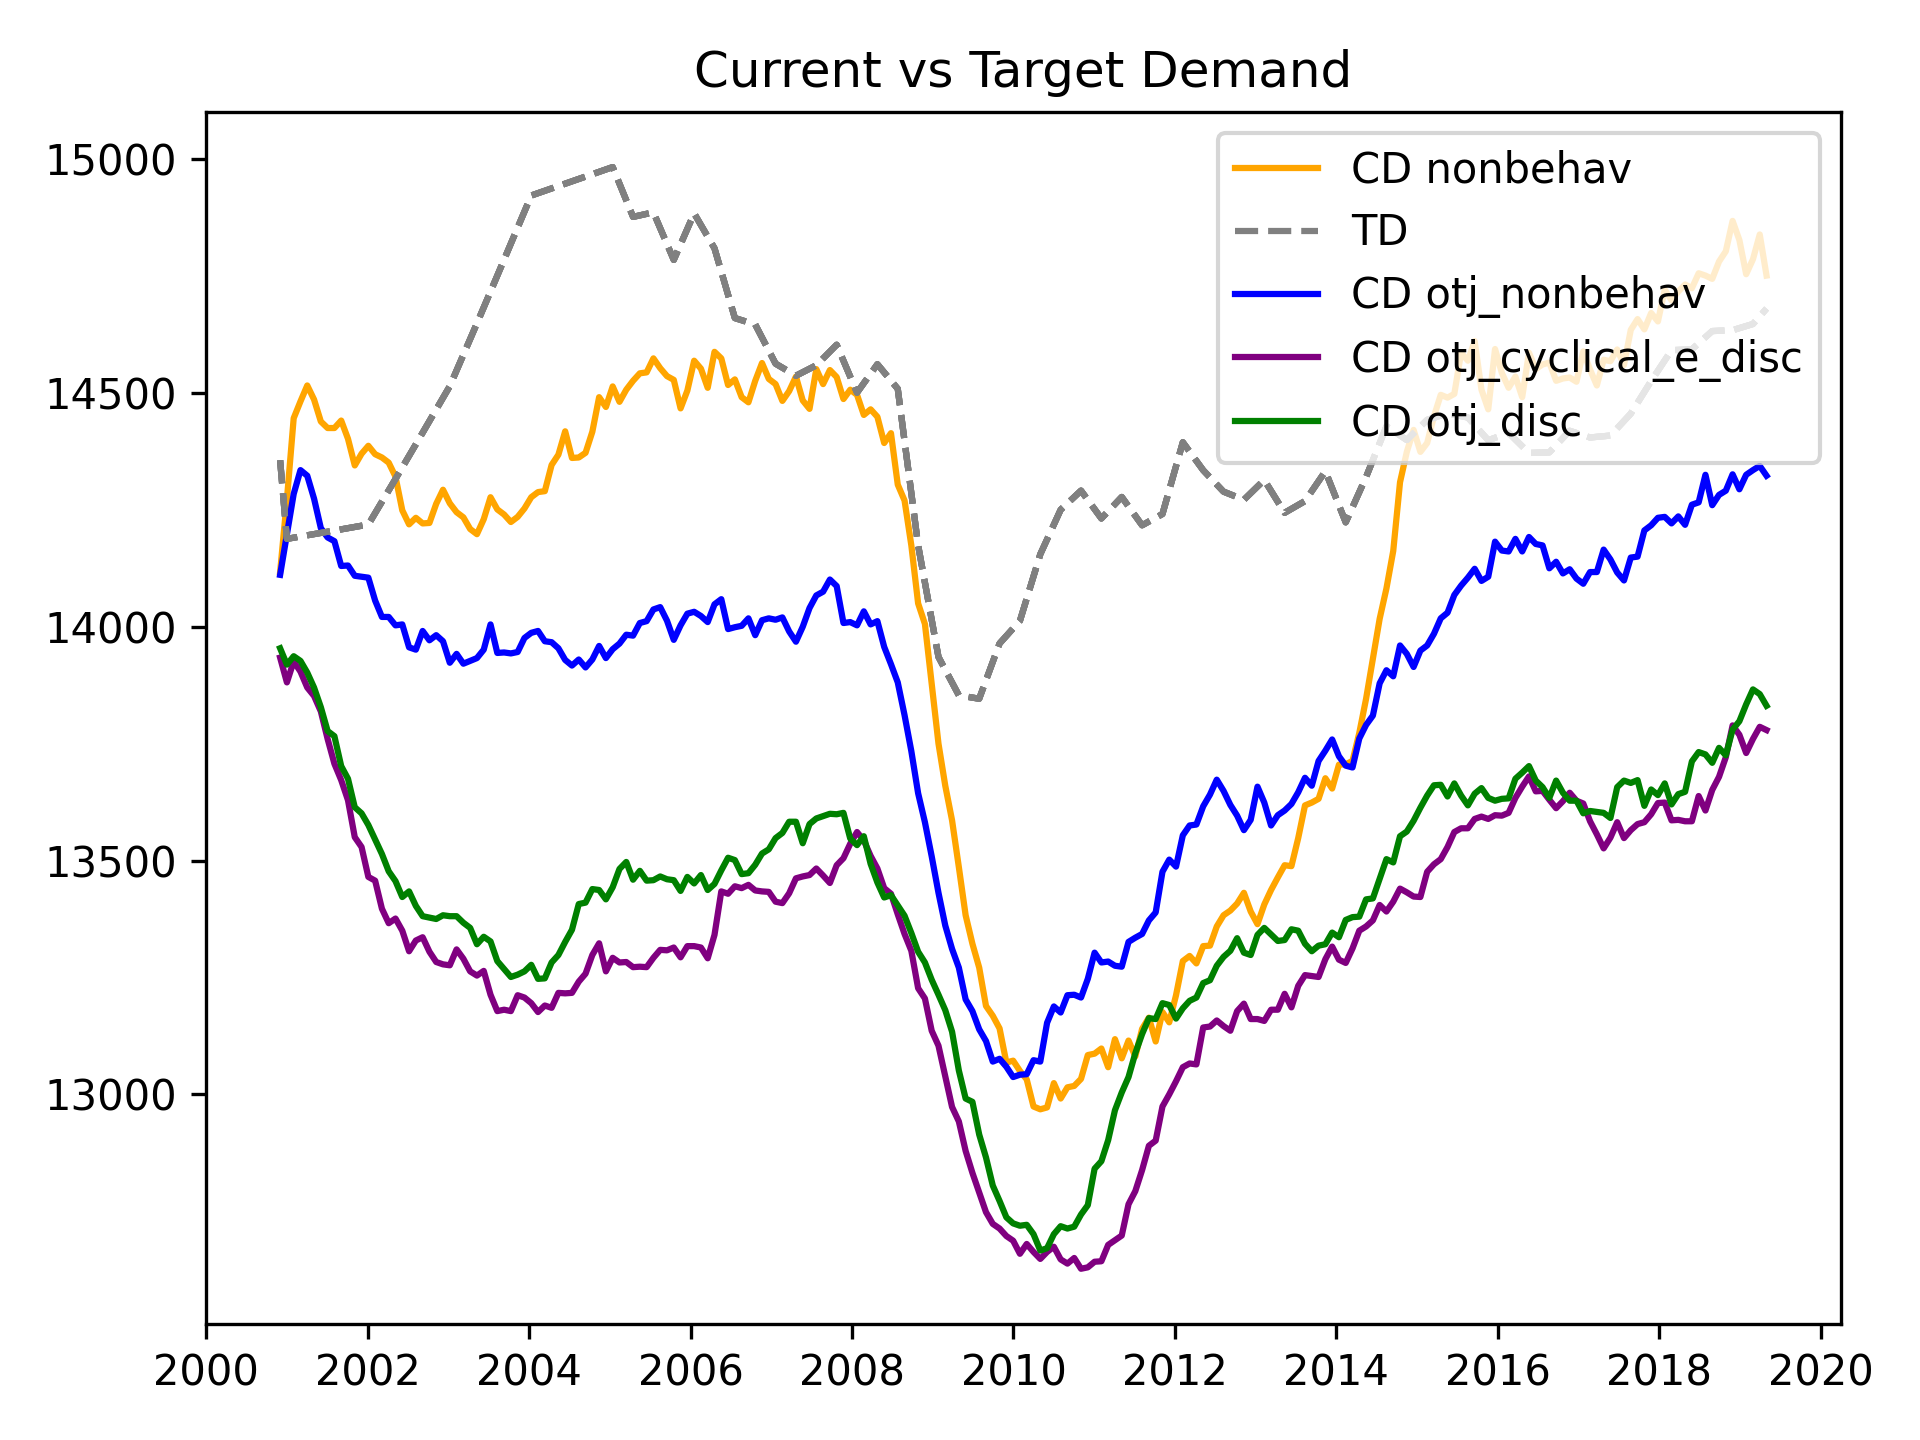 Current vs Target Demand
15000
14500
14000
13500
13000
CD nonbehav
TD
CD otj_nonbehav
CD otj_cyclical_e_disc
CD otj_disc
2000 2002 2004 2006 2008 2010 2012 2014 2016 2018 2020